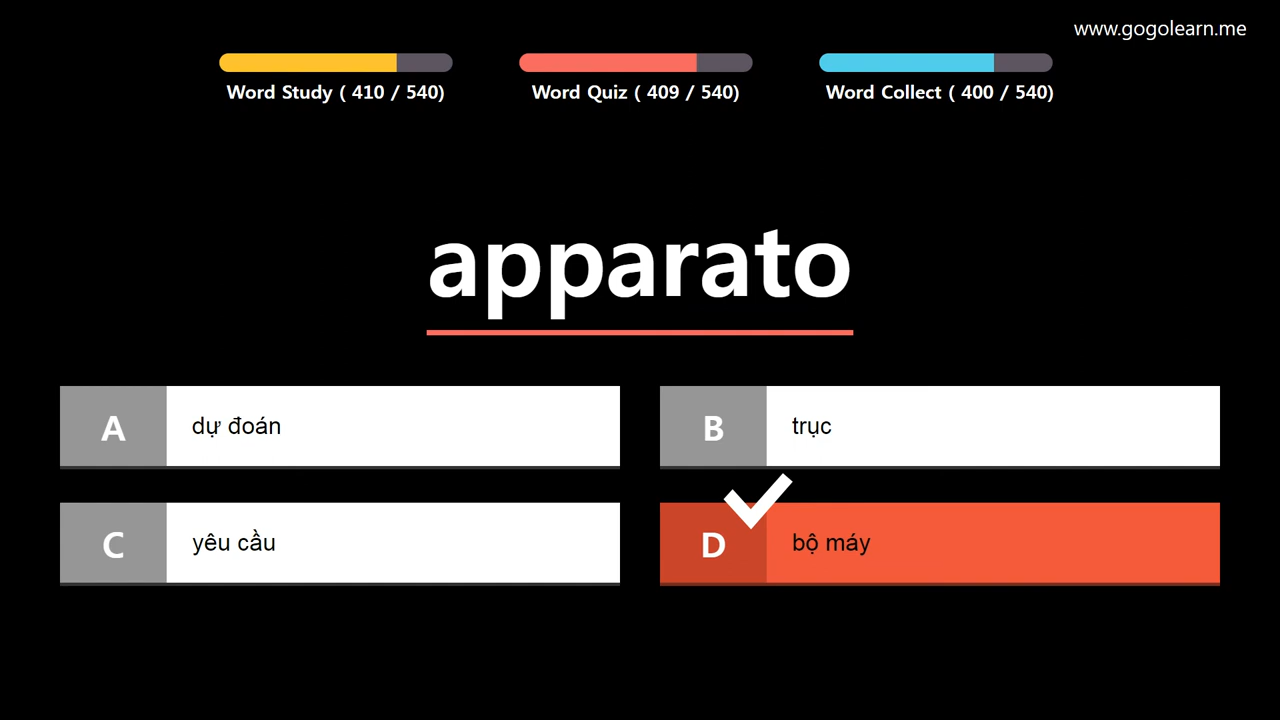 www.gogolearn.me
Word Study ( 410 / 540)
Word Quiz ( 409 / 540)
Word Collect ( 400 / 540)
apparato
A
dự đoán
B
trục
C
yêu cầu
D
bộ máy